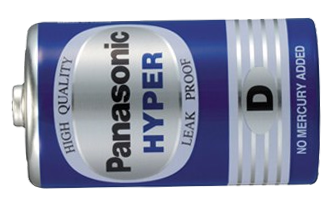 HIGH QUALITY
Panasonic
HYPER
LEAK PROOF
D
NO MERCURY ADDED